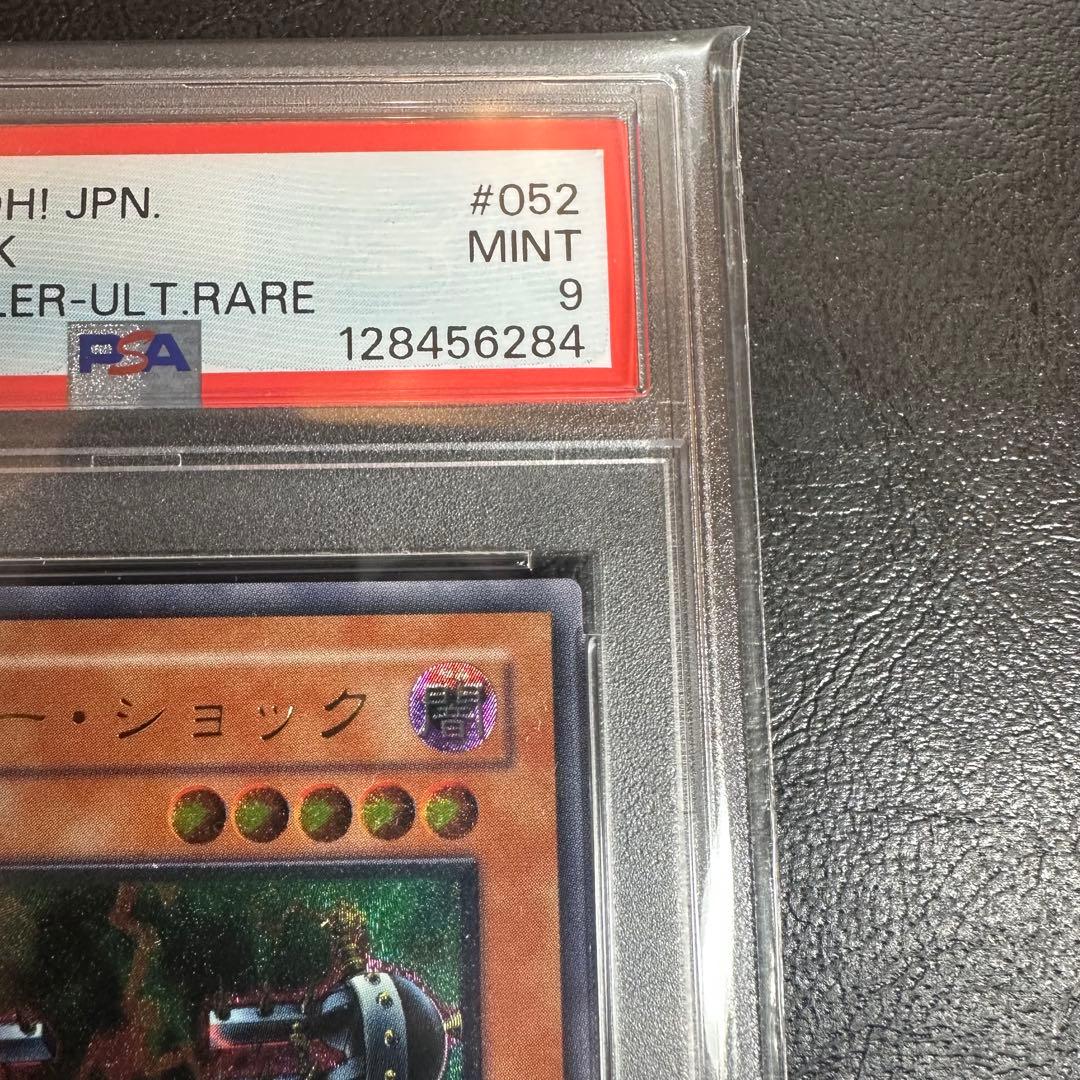 OH! JPN. #052
K MINT
LER-ULT.RARE 9
PSA 128456284
ー・ショック 闇